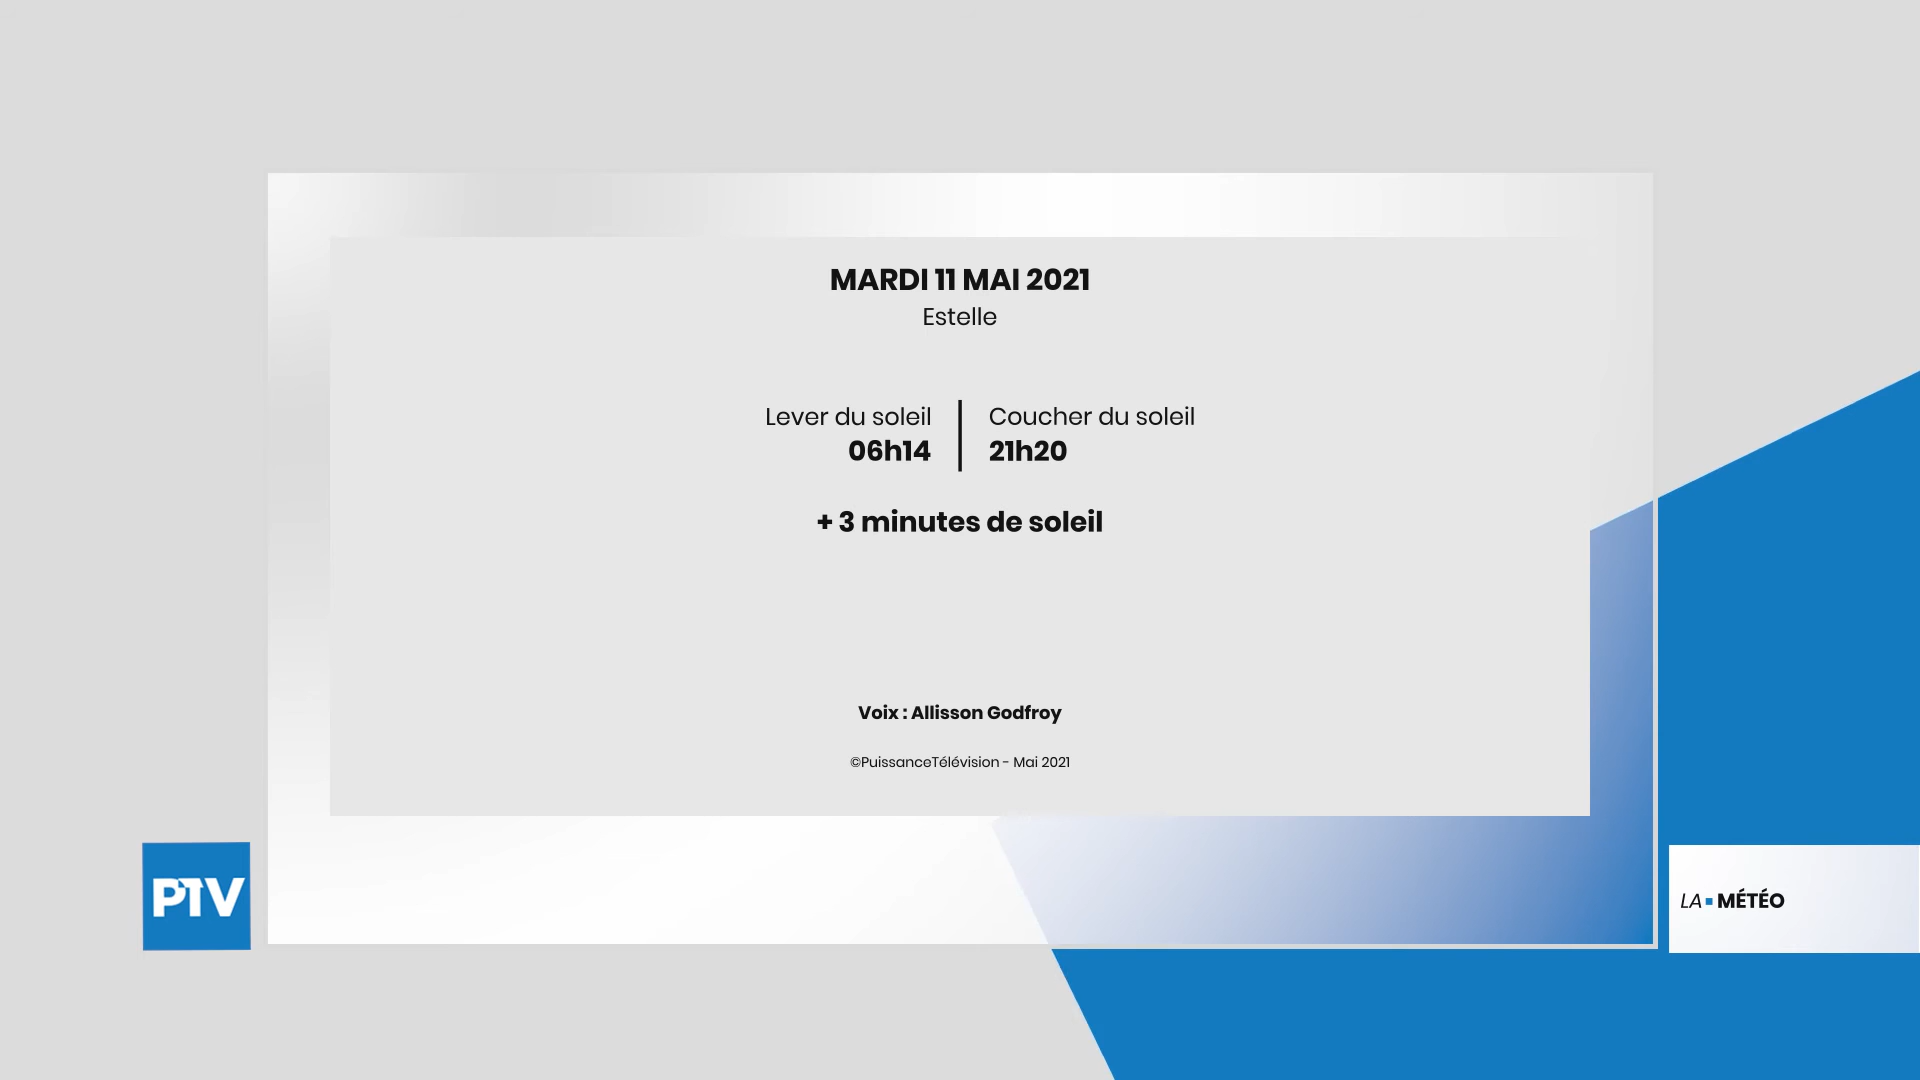 MARDI 11 MAI 2021
Estelle
Lever du soleil
06h14
Coucher du soleil
21h20
+ 3 minutes de soleil
Voix : Allisson Godfroy
©PuissanceTélévision - Mai 2021
PTV
LA MÉTÉO